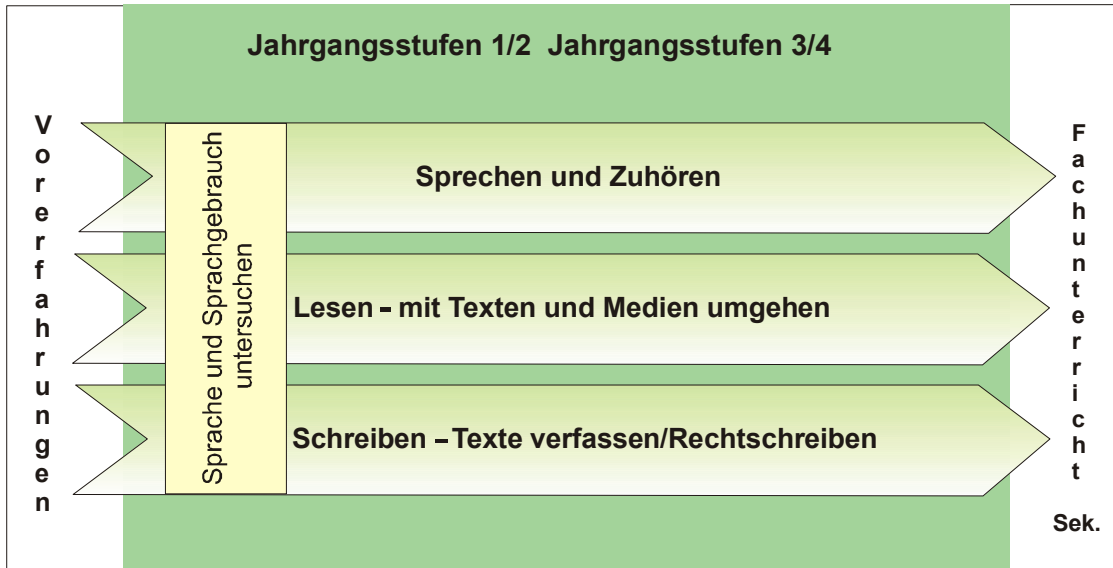 Jahrgangsstufen 1/2 Jahrgangsstufen 3/4
Vorerfahrungen
Sprache und Sprachgebrauch
untersuchen
Sprechen und Zuhören
Lesen - mit Texten und Medien umgehen
Schreiben - Texte verfassen/Rechtschreiben
Fachunterricht
Sek.